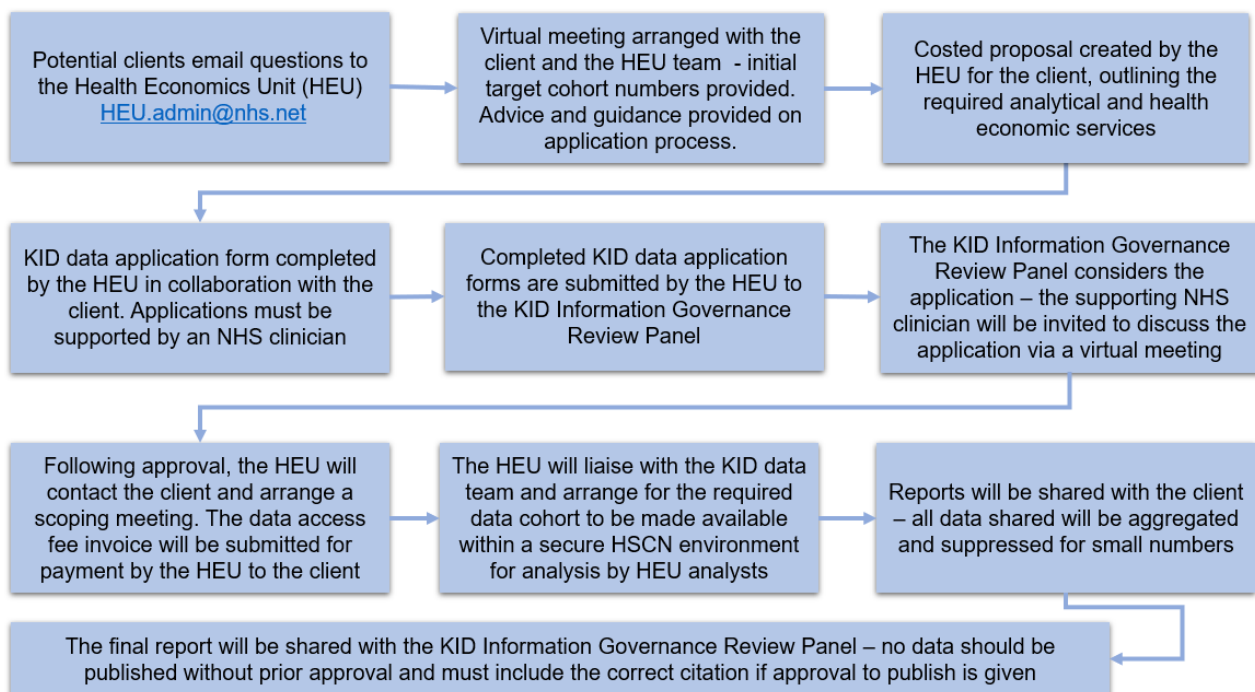 Potential clients email questions to
the Health Economics Unit (HEU)
HEU.admin@nhs.net
Virtual meeting arranged with the
client and the HEU team  - initial
target cohort numbers provided.
Advice and guidance provided on
application process.
Costed proposal created by the
HEU for the client, outlining the
required analytical and health
economic services
KID data application form completed
by the HEU in collaboration with the
client. Applications must be
supported by an NHS clinician
Completed KID data application
forms are submitted by the HEU to
the KID Information Governance
Review Panel
The KID Information Governance
Review Panel considers the
application – the supporting NHS
clinician will be invited to discuss the
application via a virtual meeting
Following approval, the HEU will
contact the client and arrange a
scoping meeting. The data access
fee invoice will be submitted for
payment by the HEU to the client
The HEU will liaise with the KID data
team and arrange for the required
data cohort to be made available
within a secure HSCN environment
for analysis by HEU analysts
Reports will be shared with the client
– all data shared will be aggregated
and suppressed for small numbers
The final report will be shared with the KID Information Governance Review Panel – no data should be
published without prior approval and must include the correct citation if approval to publish is given